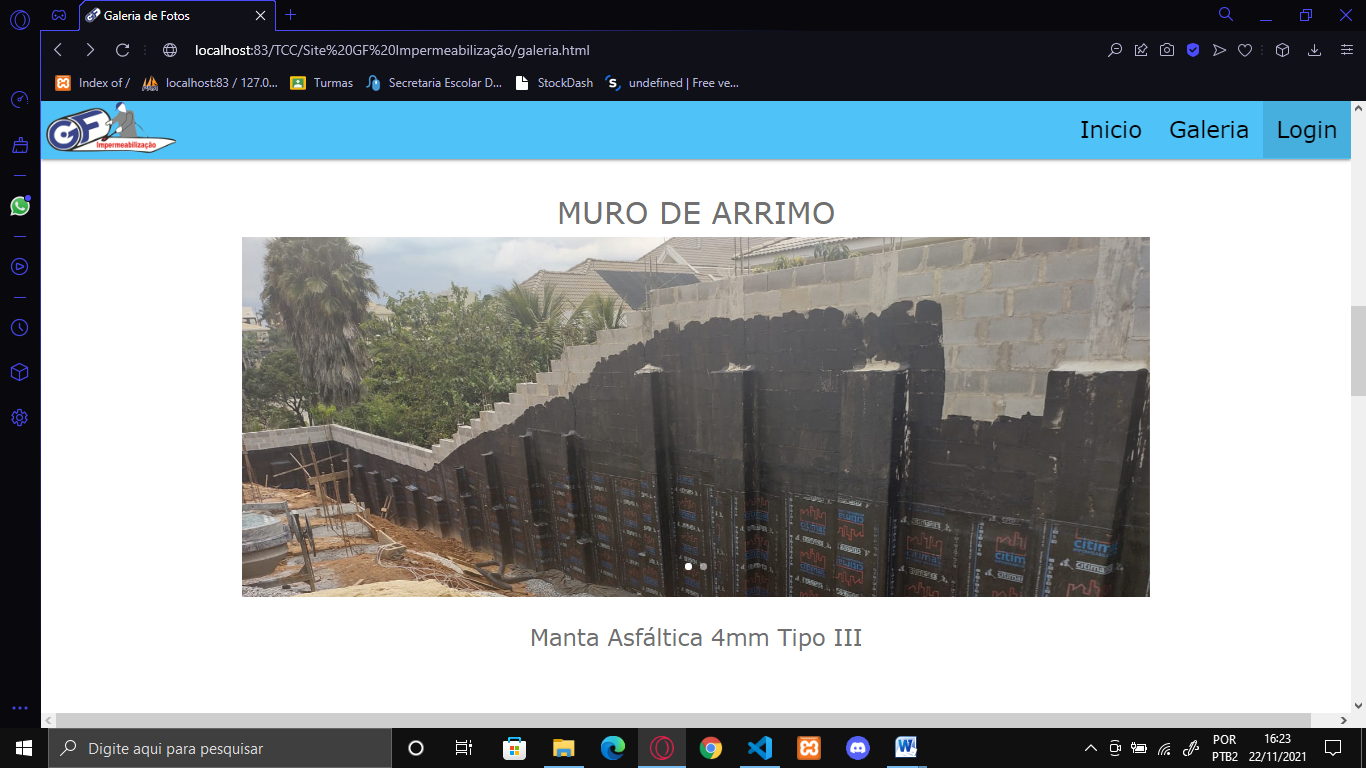 Galeria de Fotos
localhost:83/TCC/Site%20GF%20Impermeabilização/galeria.html
Index of /
localhost:83 / 127.0...
Turmas
Secretaria Escolar D...
StockDash
undefined | Free ve...
GF
Impermeabilização
Inicio
Galeria
Login
MURO DE ARRIMO
citimat
Manta Asfáltica 4mm Tipo III
Digite aqui para pesquisar
POR
PTB2
16:23
22/11/2021